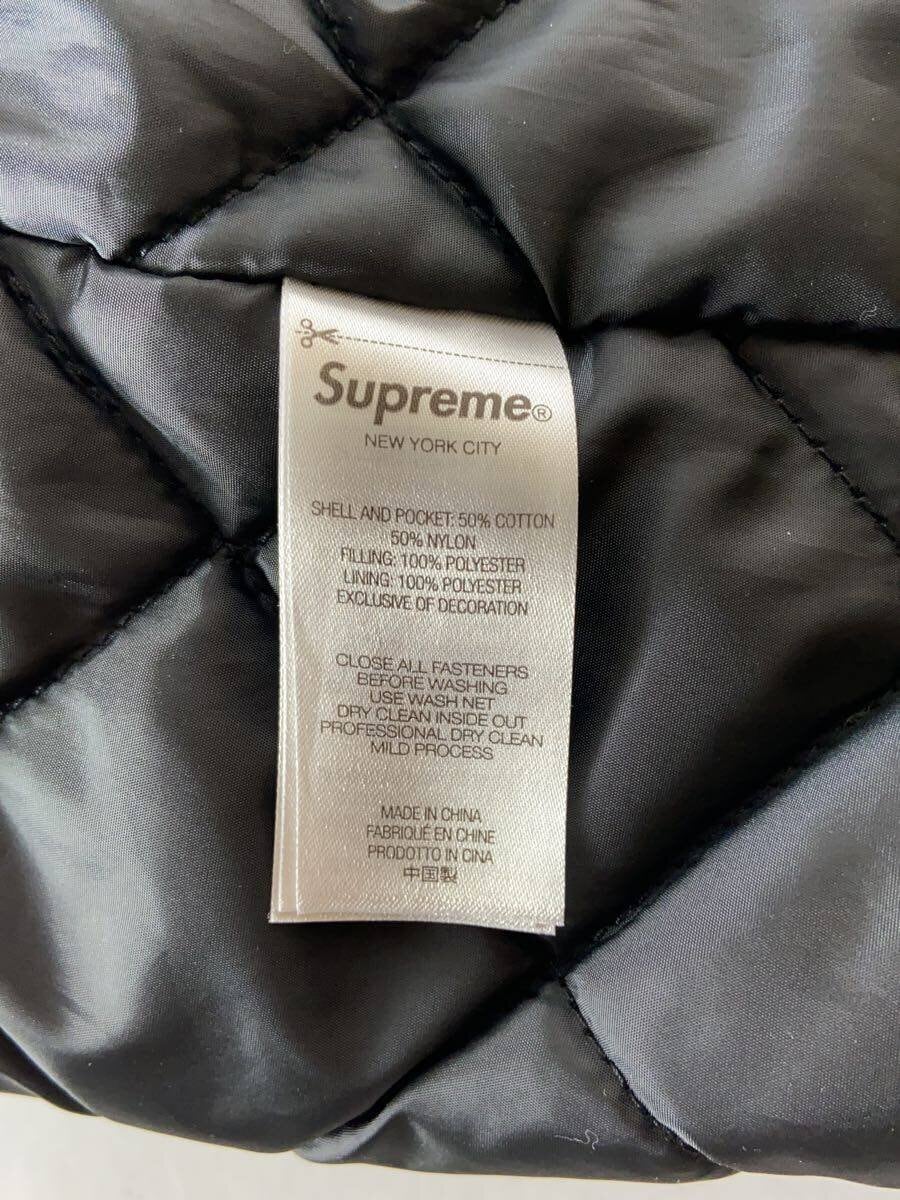 Supreme®
NEW YORK CITY
SHELL AND POCKET: 50% COTTON
50% NYLON
FILLING: 100% POLYESTER
LINING: 100% POLYESTER
EXCLUSIVE OF DECORATION
CLOSE ALL FASTENERS
BEFORE WASHING
USE WASH NET
DRY CLEAN INSIDE OUT
PROFESSIONAL DRY CLEAN
MILD PROCESS
MADE IN CHINA
FABRIQUÉ EN CHINE
PRODOTTO IN CINA
中国製